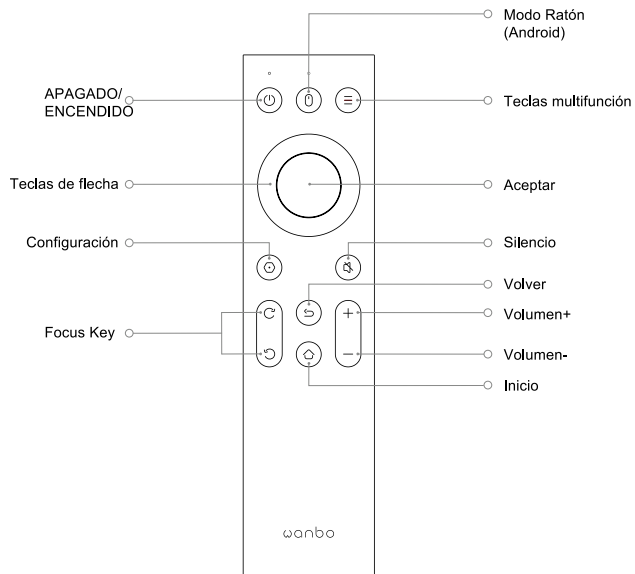 Modo Ratón
(Android)
APAGADO/
ENCENDIDO
Teclas multifunción
Teclas de flecha
Aceptar
Configuración
Silencio
Volver
Volumen+
Focus Key
Volumen-
Inicio
wanbo